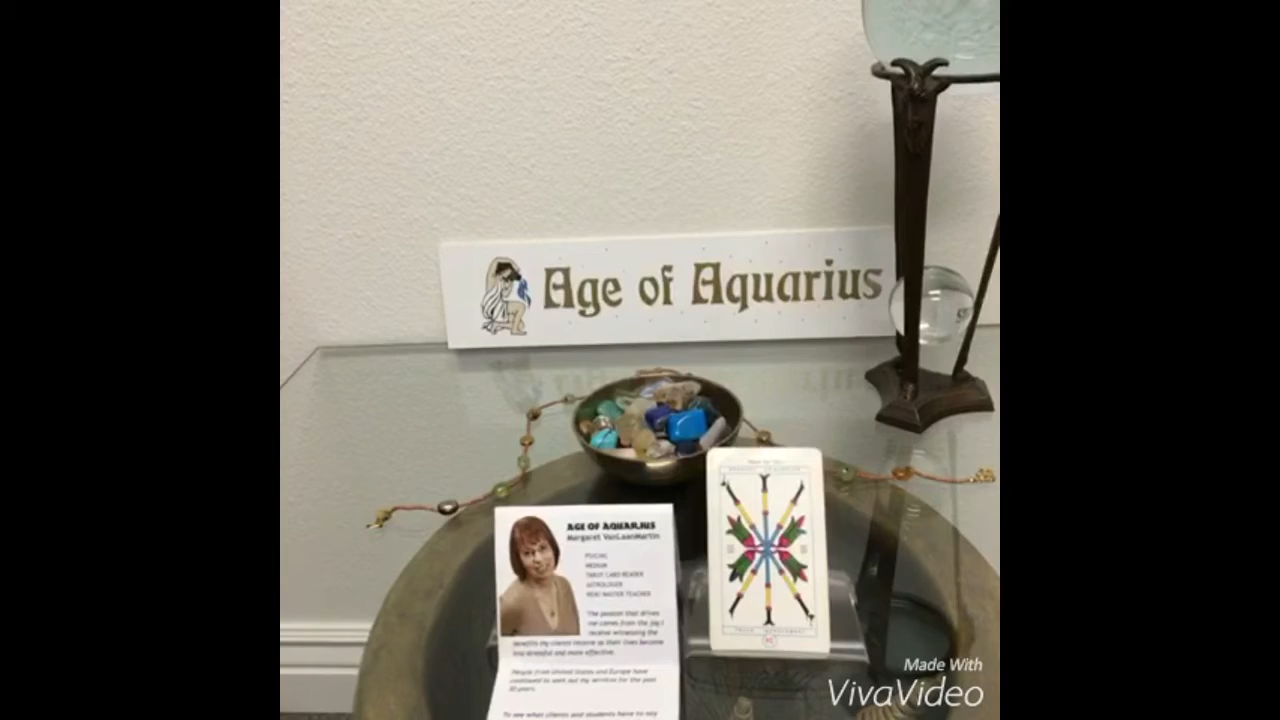 Age of Aquarius
AGE OF AQUARIUS
Margaret VanLaanMartin
PSYCHIC
MEDIUM
TAROT CARD READER
ASTROLOGER
REIKI MASTER TEACHER
The passion that drives
me comes from the joy I
receive witnessing the
benefits my clients receive as their lives become
less stressful and more effective.
People from United States and Europe have
continued to seek out my services for the past
30 years.
To see what clients and students have to say
Made With
VivaVideo